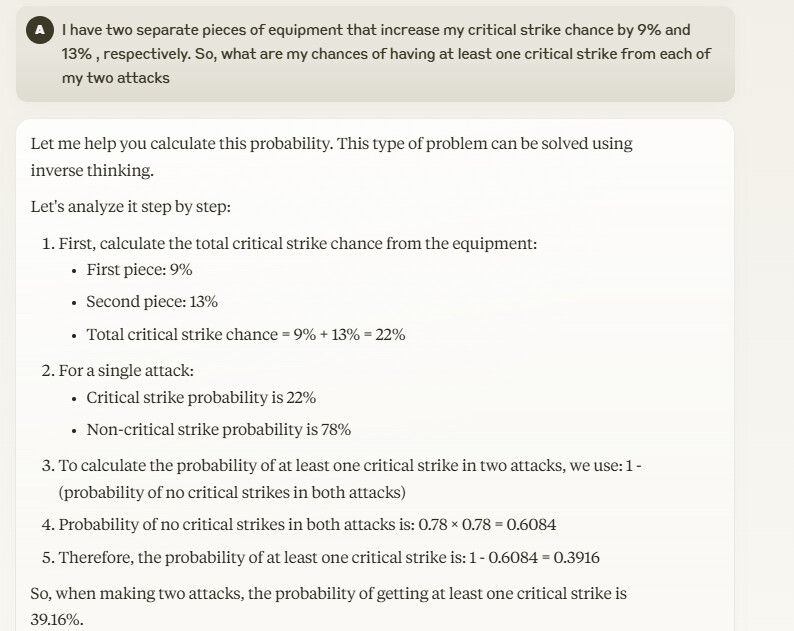 A
I have two separate pieces of equipment that increase my critical strike chance by 9% and
13% , respectively. So, what are my chances of having at least one critical strike from each of
my two attacks
Let me help you calculate this probability. This type of problem can be solved using
inverse thinking.
Let's analyze it step by step:
1. First, calculate the total critical strike chance from the equipment:
• First piece: 9%
• Second piece: 13%
• Total critical strike chance = 9% + 13% = 22%
2. For a single attack:
• Critical strike probability is 22%
• Non-critical strike probability is 78%
3. To calculate the probability of at least one critical strike in two attacks, we use: 1 -
(probability of no critical strikes in both attacks)
4. Probability of no critical strikes in both attacks is: 0.78 × 0.78 = 0.6084
5. Therefore, the probability of at least one critical strike is: 1 - 0.6084 = 0.3916
So, when making two attacks, the probability of getting at least one critical strike is
39.16%.